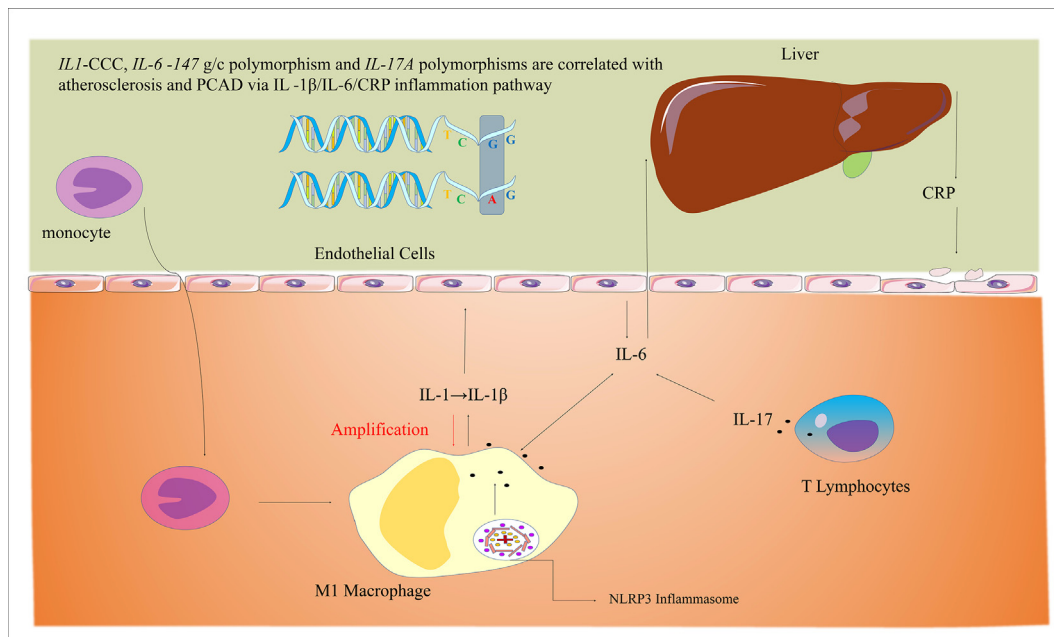 IL1-CCC, IL-6 -147 g/c polymorphism and IL-17A polymorphisms are correlated with
atherosclerosis and PCAD via IL -1β/IL-6/CRP inflammation pathway
Liver
T C G G
T C A G
CRP
monocyte
Endothelial Cells
IL-6
IL-1→IL-1β
Amplification
IL-17
T Lymphocytes
M1 Macrophage
NLRP3 Inflammasome